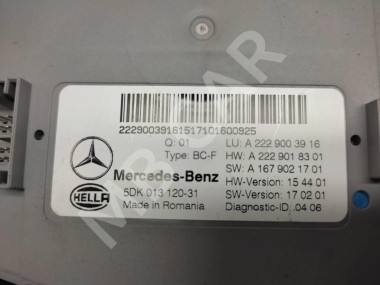 22290039161517101600925
Q: 01
LU: A 222 900 39 16
Type: BC-F
HW: A 222 901 83 01
SW: A 167 902 17 01
Mercedes-Benz
HW-Version: 15 44 01
HELLA
5DK 013 120-31
SW-Version: 17 02 01
Made in Romania
Diagnostic-ID: .04 06